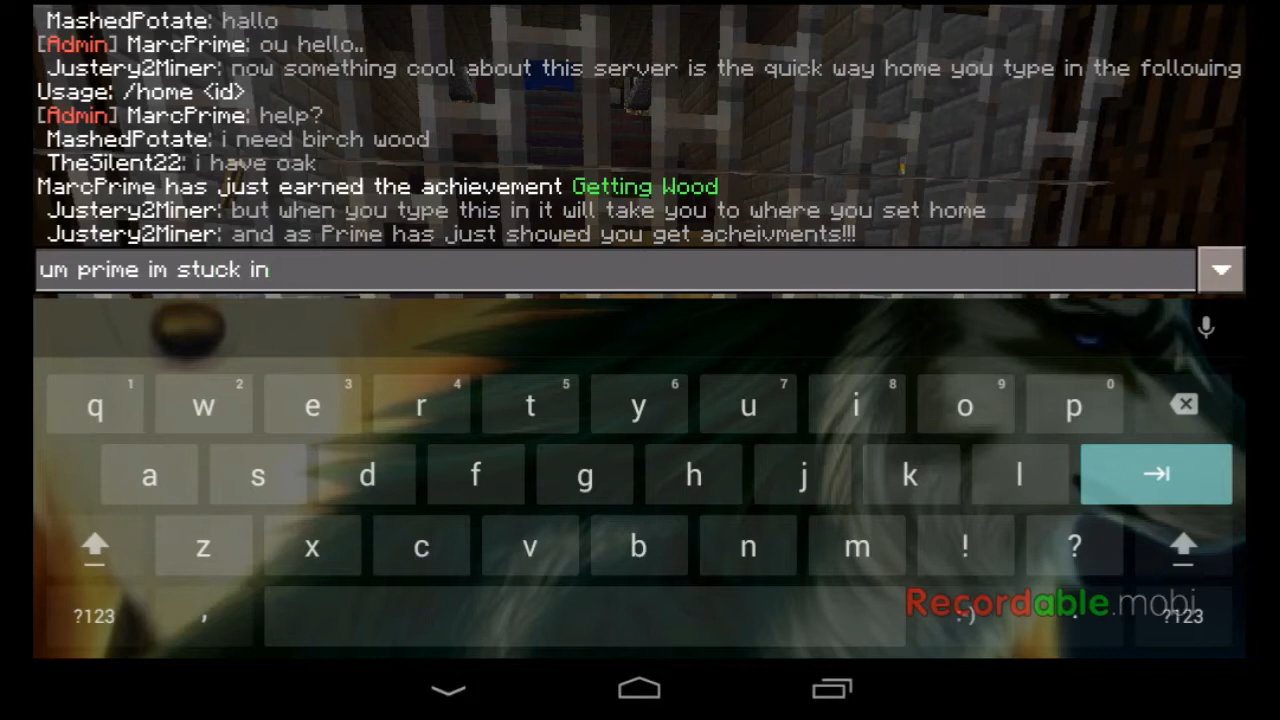 MashedPotate: hallo
[Admin] MarcPrime: ou hello..
Justery2Miner: now something cool about this server is the quick way home you type in the following
Usage: /home <id>
[Admin] MarcPrime: help?
MashedPotate: i need birch wood
TheSilent22: i have oak
MarcPrime has just earned the achievement Getting Wood
Justery2Miner: but when you type this in it will take you to where you set home
Justery2Miner: and as Prime has just showed you get acheivments!!!
um prime im stuck in
1 2 3 4 5 6 7 8 9 0
q w e r t y u i o p
a s d f g h j k l
z x c v b n m ! ?
Recordable.mobi
?123 , :-) . ?123